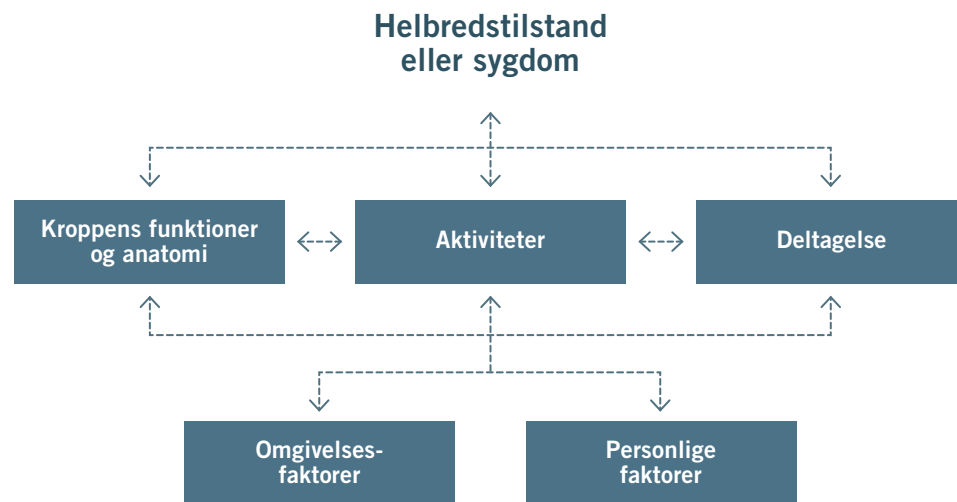 Helbredstilstand
eller sygdom
Kroppens funktioner
og anatomi
Aktiviteter
Deltagelse
Omgivelses-
faktorer
Personlige
faktorer